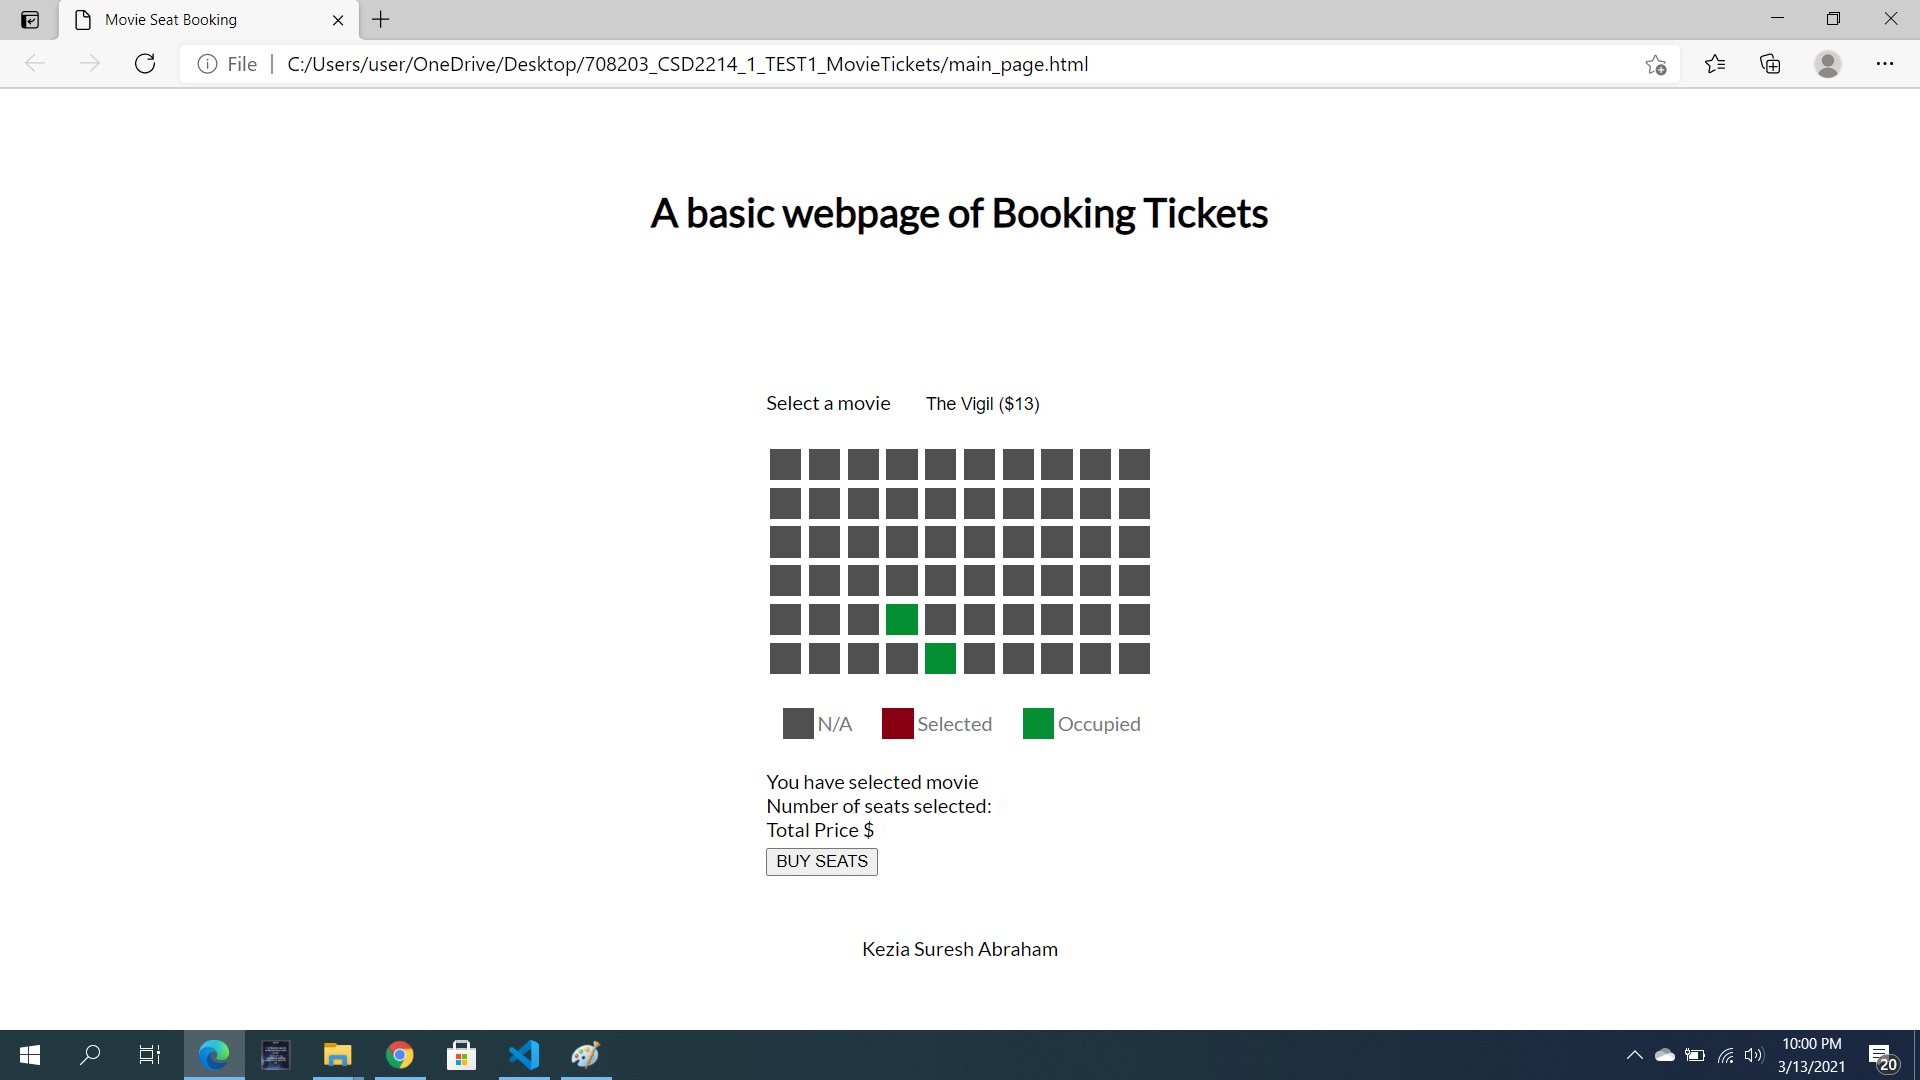 Movie Seat Booking
File
C:/Users/user/OneDrive/Desktop/708203_CSD2214_1_TEST1_MovieTickets/main_page.html
A basic webpage of Booking Tickets
Select a movie The Vigil ($13)
N/A Selected Occupied
You have selected movie
Number of seats selected:
Total Price $
BUY SEATS
Kezia Suresh Abraham
10:00 PM
3/13/2021
20